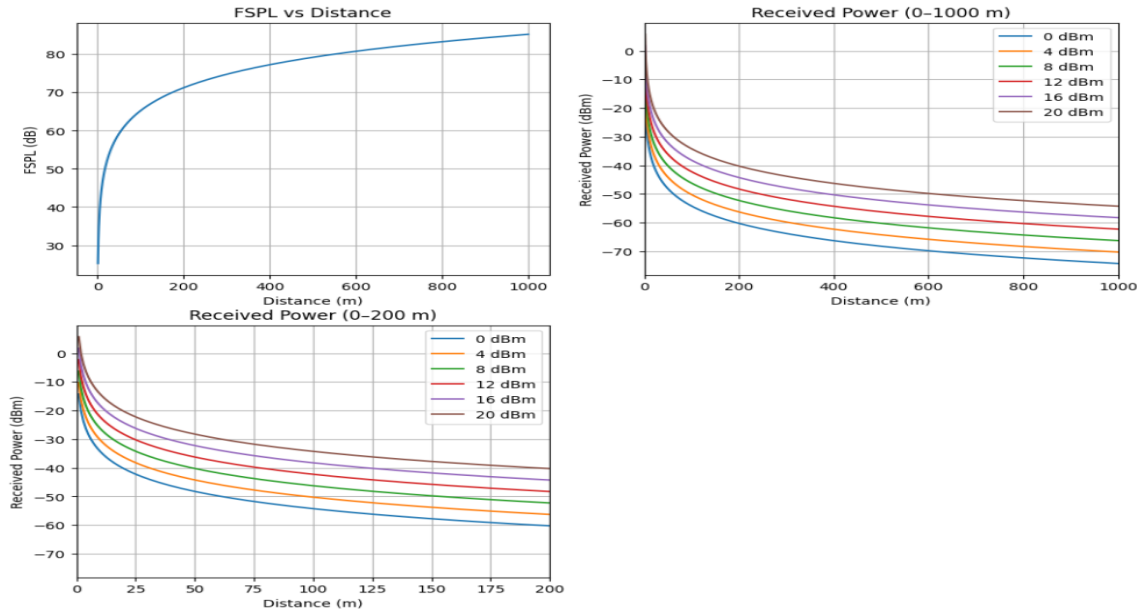 FSPL vs Distance
FSPL (dB)
80
70
60
50
40
30
0 200 400 600 800 1000
Distance (m)
Received Power (0–1000 m)
Received Power (dBm)
0
−10
−20
−30
−40
−50
−60
−70
0 200 400 600 800 1000
Distance (m)
0 dBm
4 dBm
8 dBm
12 dBm
16 dBm
20 dBm
Received Power (0–200 m)
Received Power (dBm)
0
−10
−20
−30
−40
−50
−60
−70
0 25 50 75 100 125 150 175 200
Distance (m)
0 dBm
4 dBm
8 dBm
12 dBm
16 dBm
20 dBm